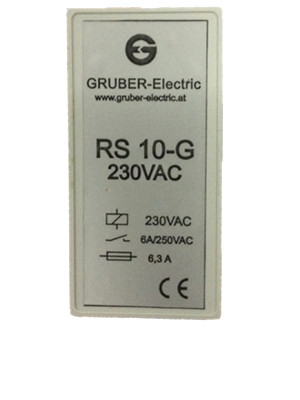 GRUBER-Electric
www.gruber-electric.at
RS 10-G
230VAC
230VAC
6A/250VAC
6,3 A
CE